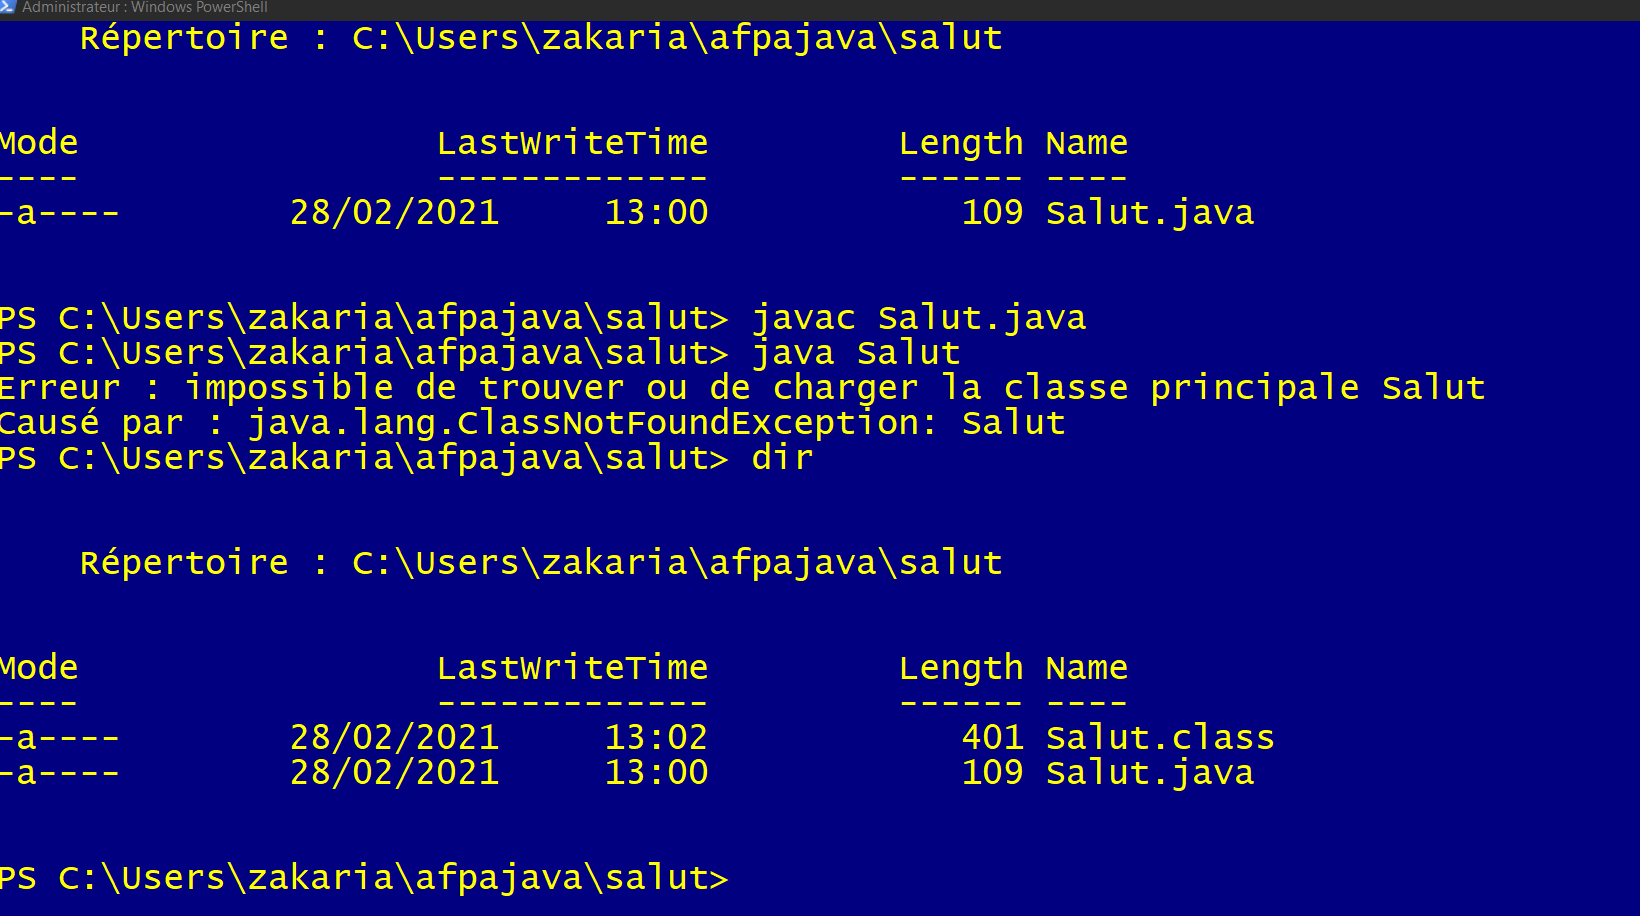 Administrateur : Windows PowerShell
Répertoire : C:\Users\zakaria\afpajava\salut
Mode LastWriteTime Length Name
---- ------------- ------ ----
-a---- 28/02/2021 13:00 109 Salut.java
PS C:\Users\zakaria\afpajava\salut> javac Salut.java
PS C:\Users\zakaria\afpajava\salut> java Salut
Erreur : impossible de trouver ou de charger la classe principale Salut
Causé par : java.lang.ClassNotFoundException: Salut
PS C:\Users\zakaria\afpajava\salut> dir
Répertoire : C:\Users\zakaria\afpajava\salut
Mode LastWriteTime Length Name
---- ------------- ------ ----
-a---- 28/02/2021 13:02 401 Salut.class
-a---- 28/02/2021 13:00 109 Salut.java
PS C:\Users\zakaria\afpajava\salut>